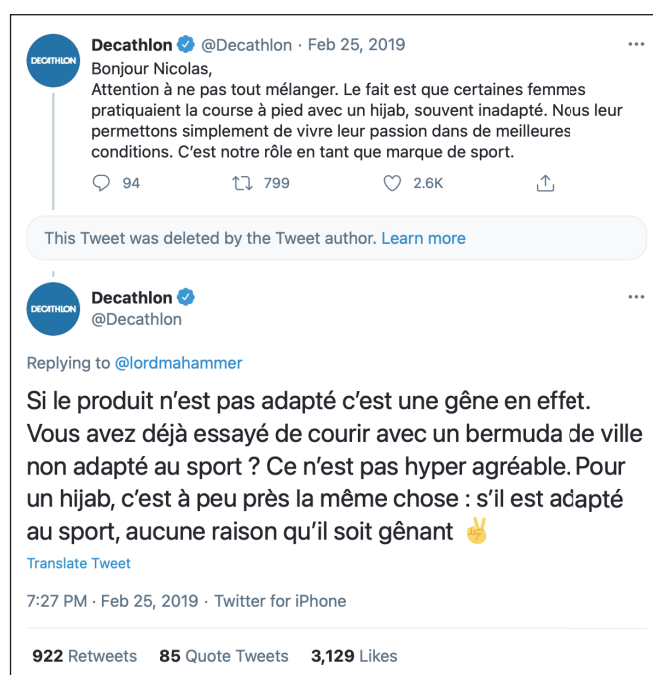 DECATHLON
Decathlon @Decathlon · Feb 25, 2019
Bonjour Nicolas,
Attention à ne pas tout mélanger. Le fait est que certaines femmes
pratiquaient la course à pied avec un hijab, souvent inadapté. Nous leur
permettons simplement de vivre leur passion dans de meilleures
conditions. C'est notre rôle en tant que marque de sport.
94 799 2.6K
This Tweet was deleted by the Tweet author. Learn more
DECATHLON
Decathlon
@Decathlon
Replying to @lordmahammer
Si le produit n'est pas adapté c'est une gêne en effet.
Vous avez déjà essayé de courir avec un bermuda de ville
non adapté au sport ? Ce n'est pas hyper agréable. Pour
un hijab, c'est à peu près la même chose : s'il est adapté
au sport, aucune raison qu'il soit gênant ✌️
Translate Tweet
7:27 PM · Feb 25, 2019 · Twitter for iPhone
922 Retweets 85 Quote Tweets 3,129 Likes